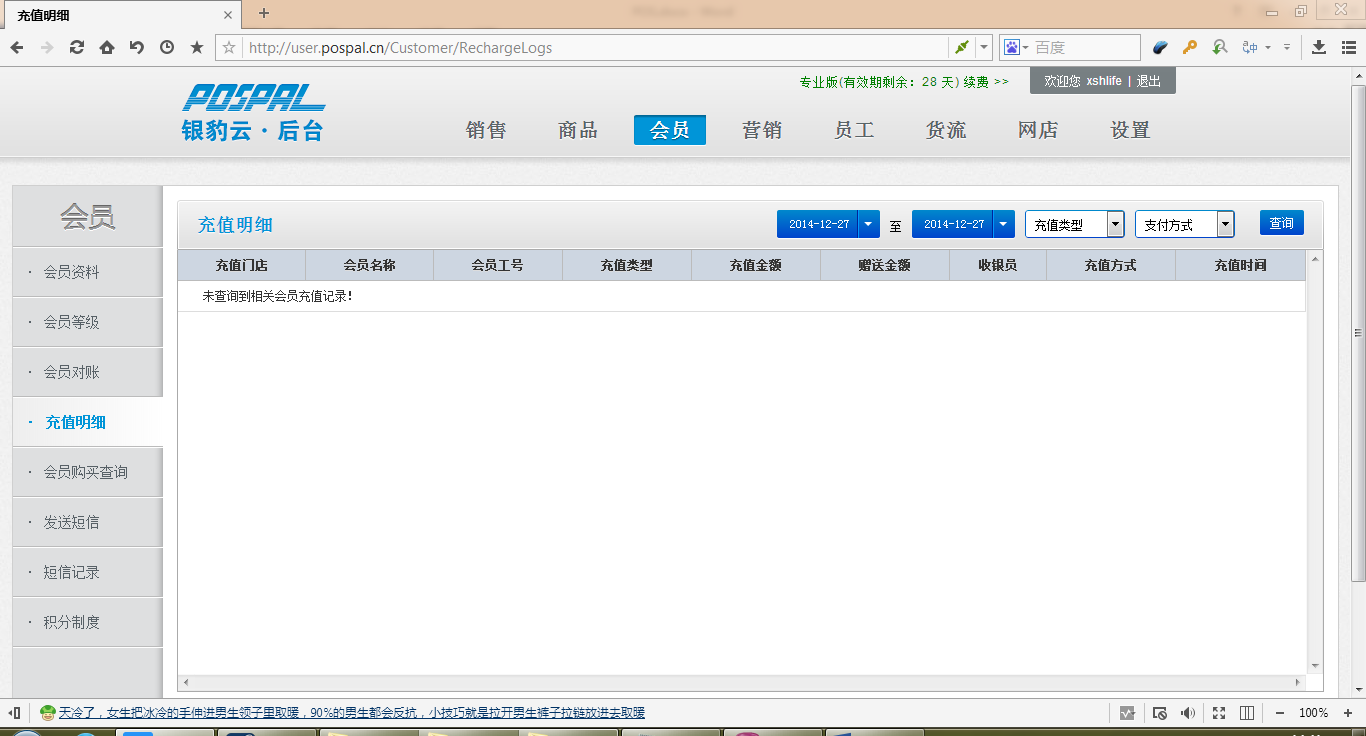 充值明细
http://user.pospal.cn/Customer/RechargeLogs
百度
专业版(有效期剩余：28 天) 续费 >>
欢迎您 xshlife | 退出
POSPAL
银豹云·后台
销售 商品 会员 营销 员工 货流 网店 设置
会员
· 会员资料
· 会员等级
· 会员对账
· 充值明细
· 会员购买查询
· 发送短信
· 短信记录
· 积分制度
充值明细
2014-12-27 至 2014-12-27 充值类型 支付方式 查询
充值门店 会员名称 会员工号 充值类型 充值金额 赠送金额 收银员 充值方式 充值时间
未查询到相关会员充值记录！
天冷了，女生把冰冷的手伸进男生领子里取暖，90%的男生都会反抗，小技巧就是拉开男生裤子拉链放进去取暖
100%